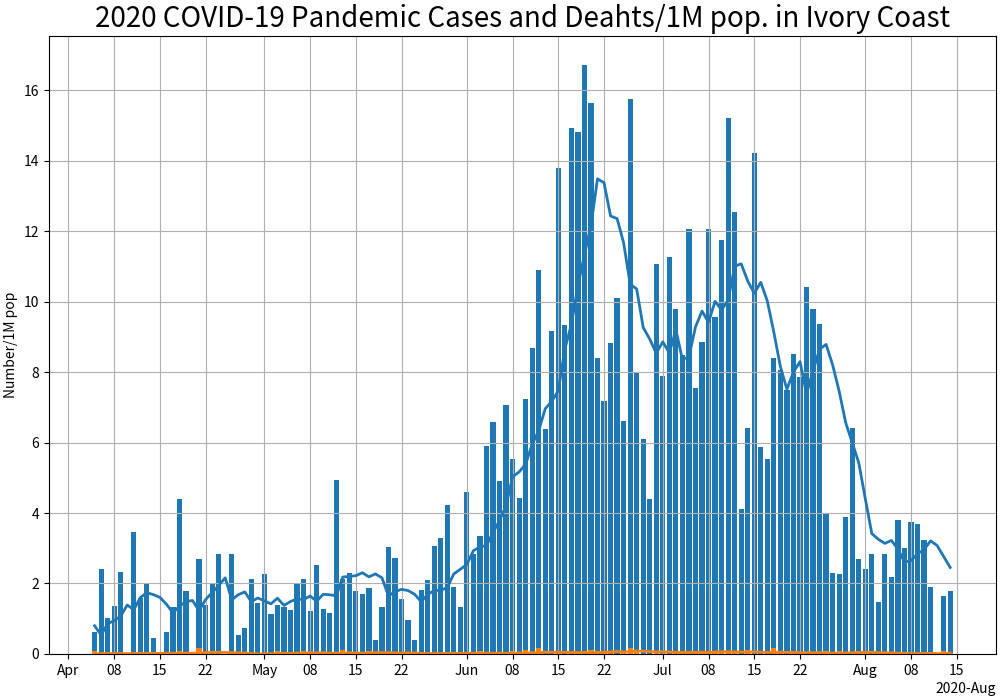 2020 COVID-19 Pandemic Cases and Deahts/1M pop. in Ivory Coast
Number/1M pop
16
14
12
10
8
6
4
2
0
Apr 08 15 22 May 08 15 22 Jun 08 15 22 Jul 08 15 22 Aug 08 15
2020-Aug